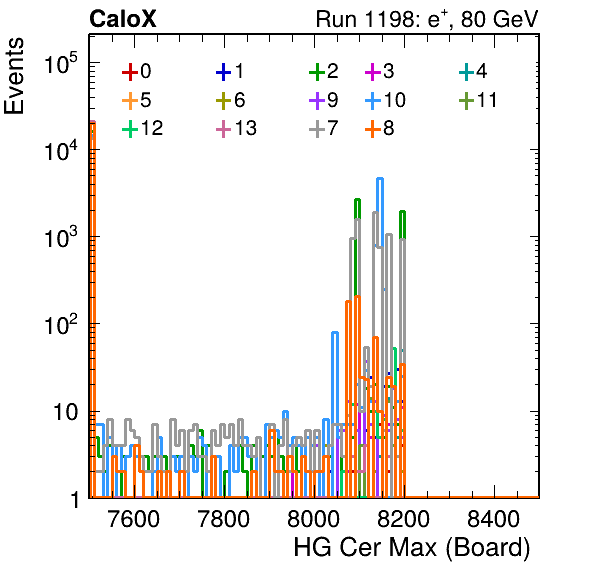 CaloX Run 1198: e⁺, 80 GeV
Events
10⁵
10⁴
10³
10²
10
1
0 1 2 3 4
5 6 9 10 11
12 13 7 8
7600 7800 8000 8200 8400
HG Cer Max (Board)